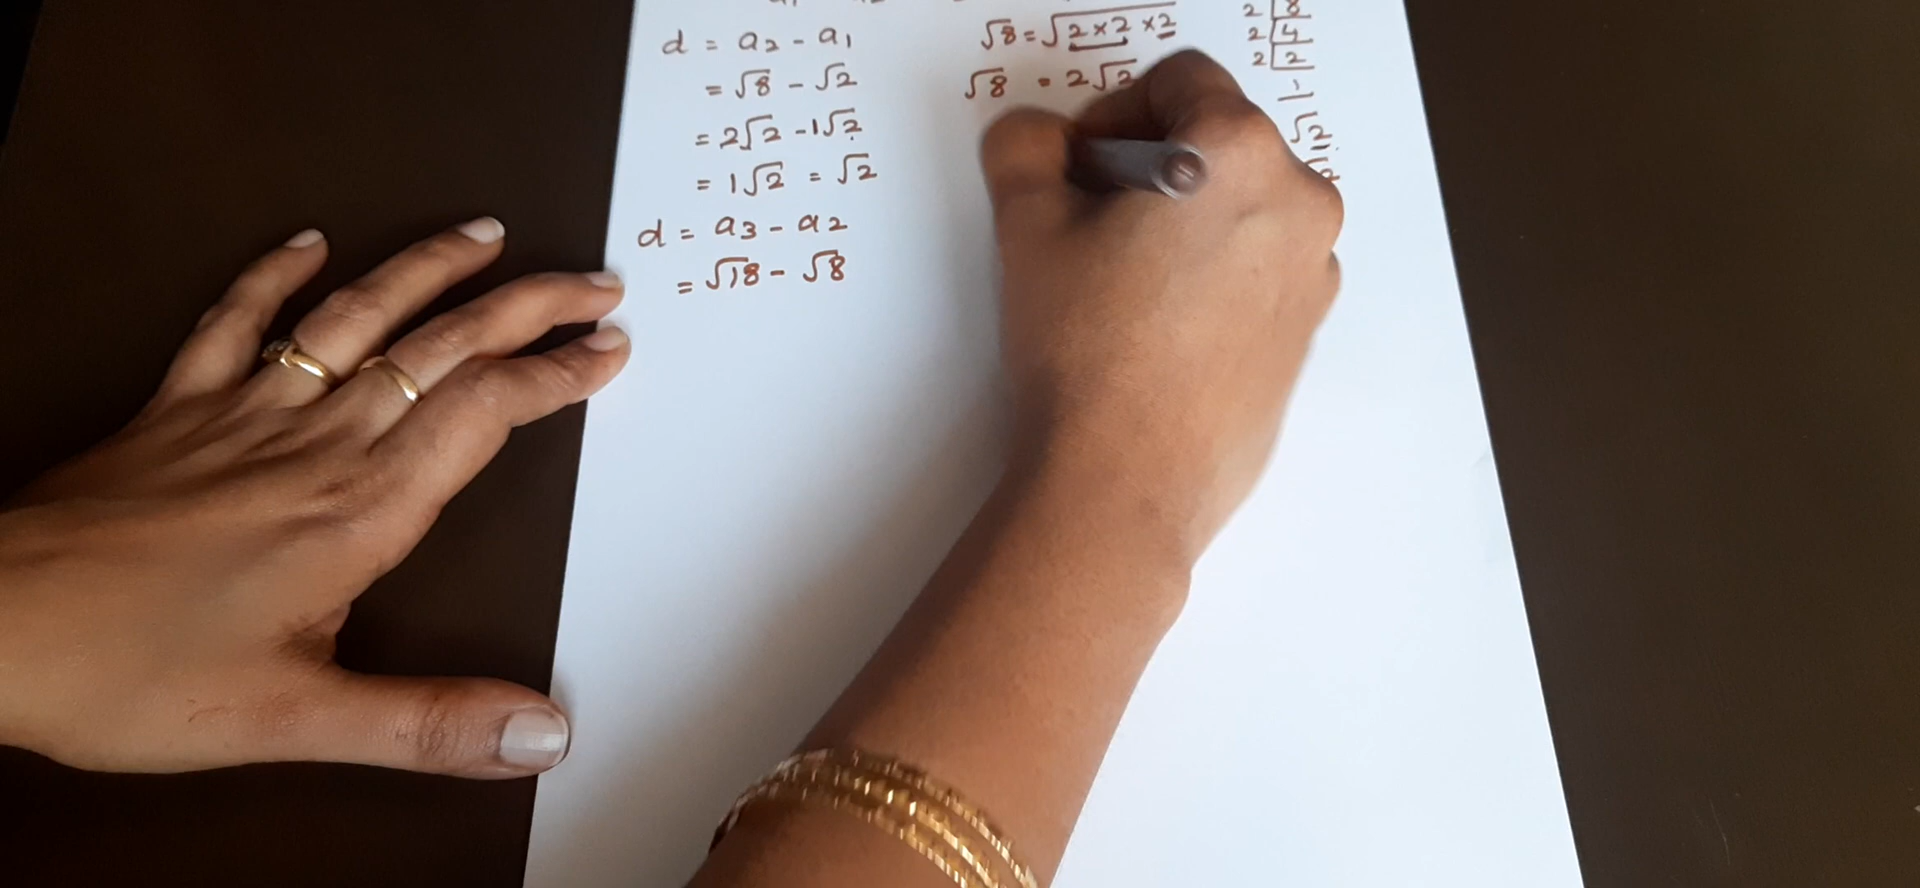 d = a2 - a1
= √8 - √2
= 2√2 - 1√2
= 1√2 = √2
d = a3 - a2
= √18 - √8
√8 = √2×2×2
√8 = 2√2
2 8
2 4
2 2
1
√2